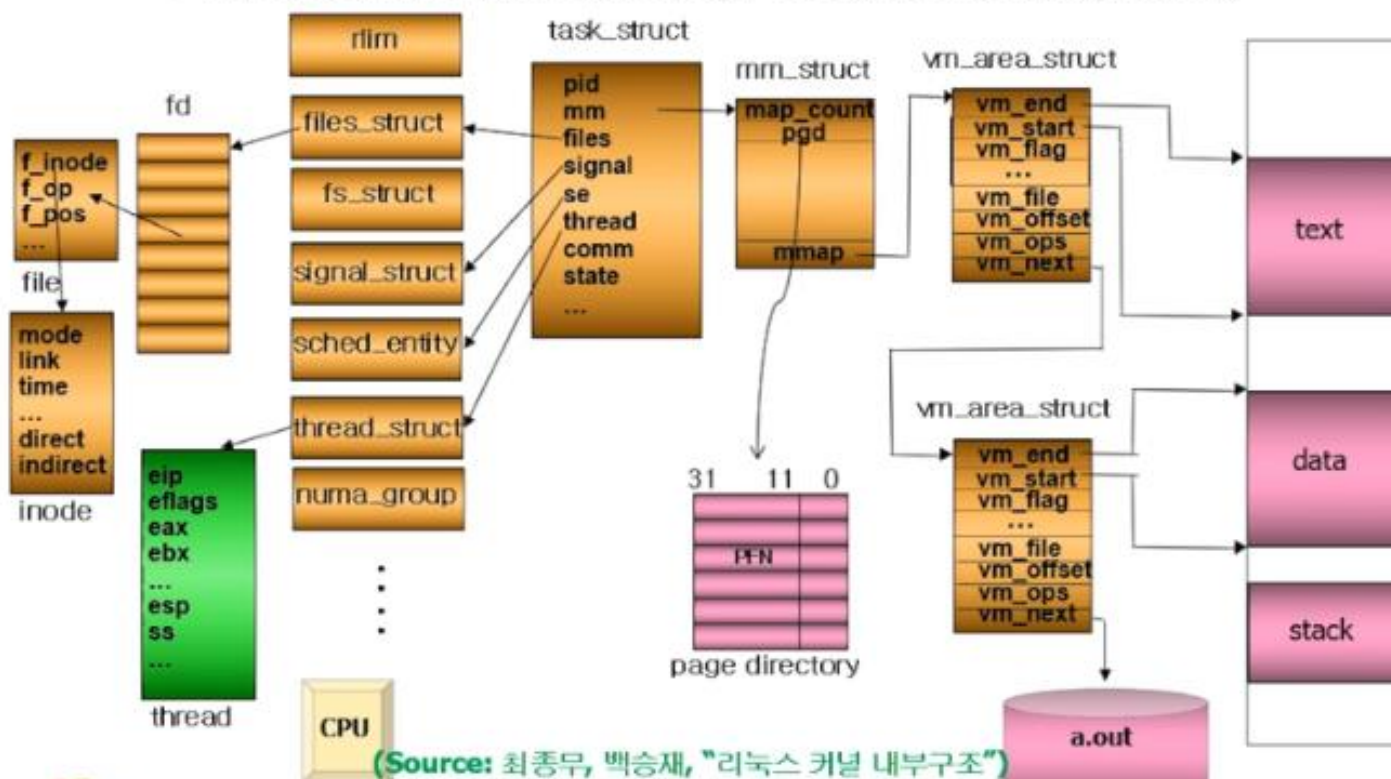 rlim
task_struct
mm_struct
vm_area_struct
fd
files_struct
fs_struct
signal_struct
sched_entity
thread_struct
numa_group
f_inode
f_op
f_pos
...
file
mode
link
time
...
direct
indirect
inode
eip
eflags
eax
ebx
...
esp
ss
...
thread
pid
mm
files
signal
se
thread
comm
state
...
map_count
pgd
mmap
vm_end
vm_start
vm_flag
...
vm_file
vm_offset
vm_ops
vm_next
vm_area_struct
vm_end
vm_start
vm_flag
...
vm_file
vm_offset
vm_ops
vm_next
31 11 0
PFN
page directory
text
data
stack
CPU
a.out
(Source: 최종무, 백승재, "리눅스 커널 내부구조")